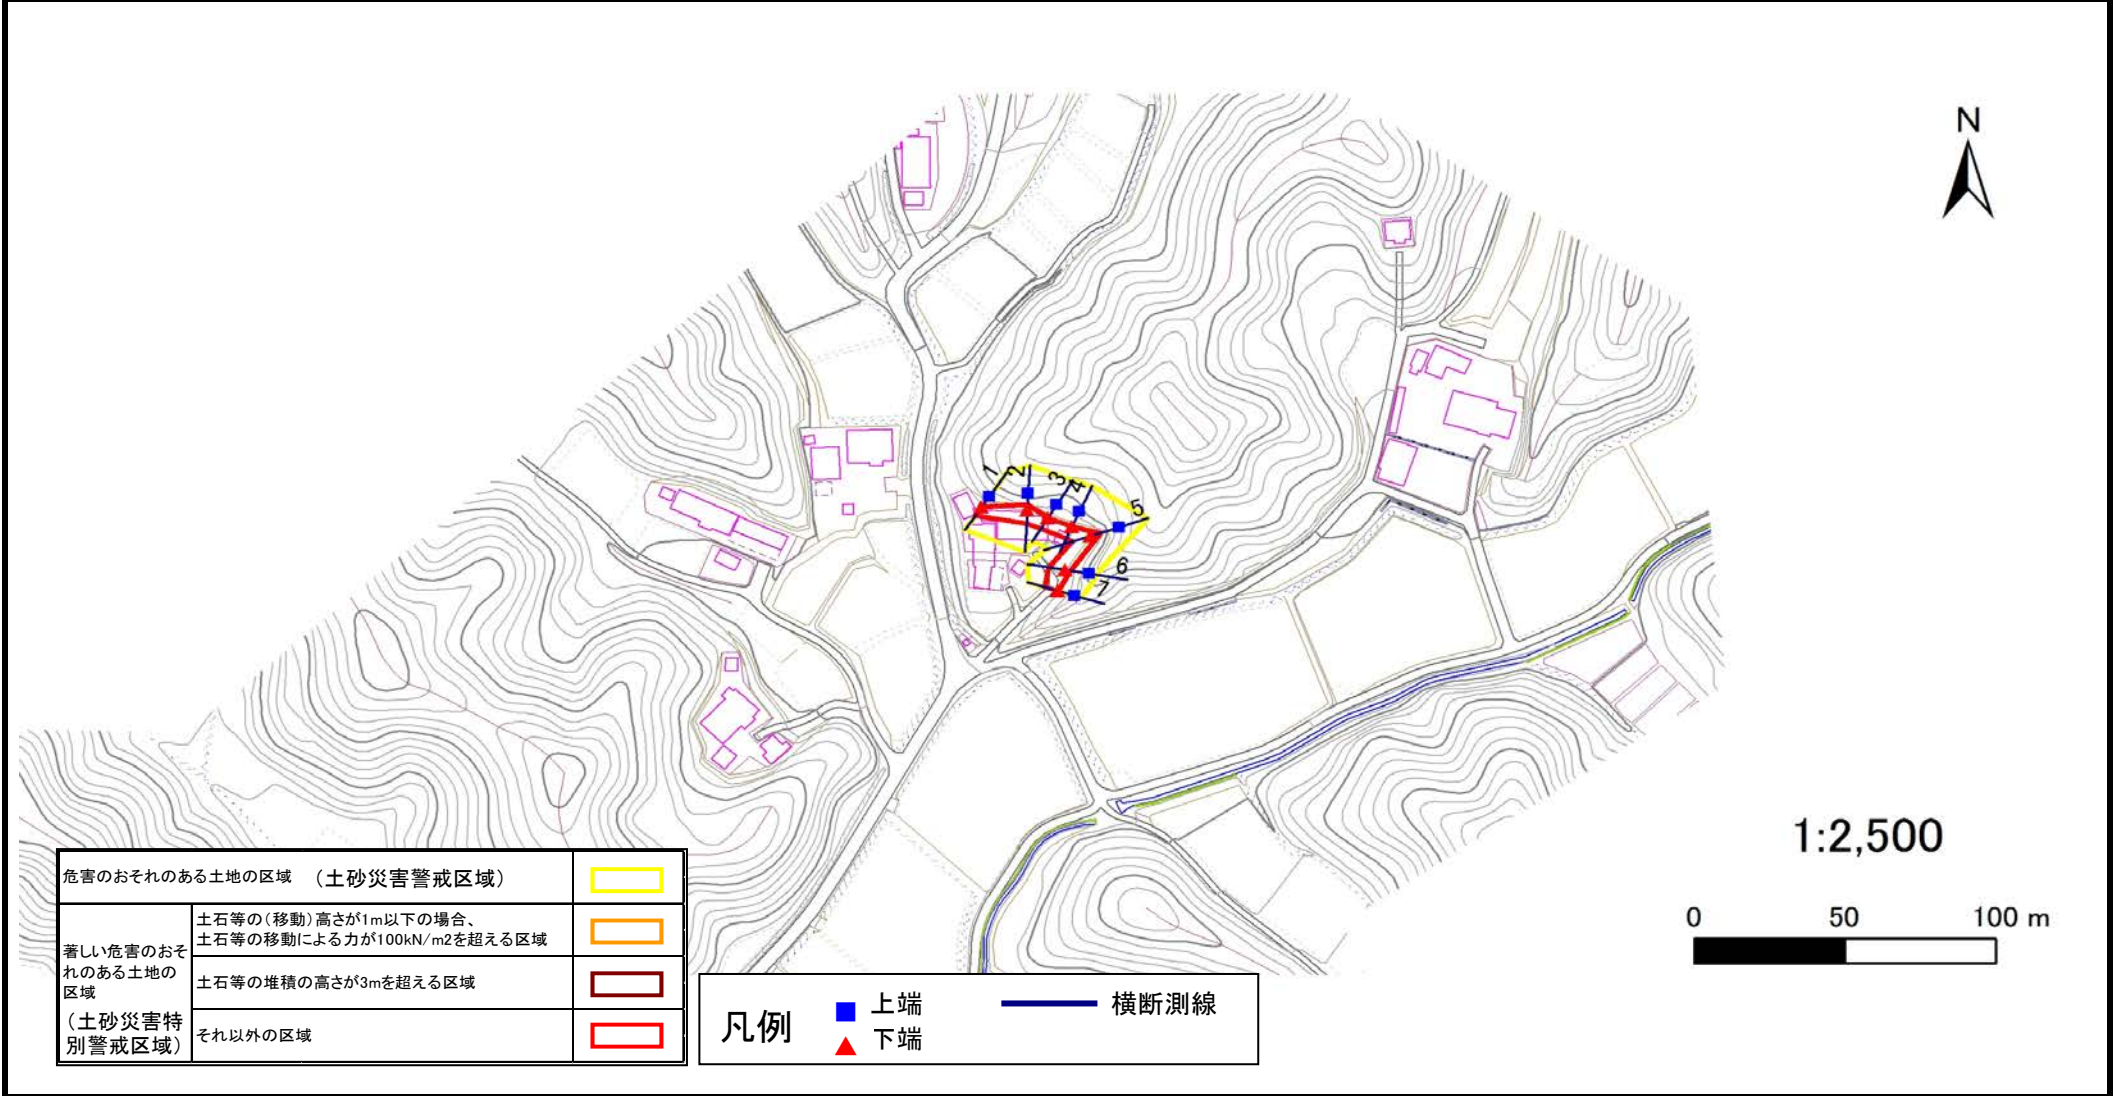 N
1
2
3
4
5
6
7
1:2,500
0 50 100 m
危害のおそれのある土地の区域 （土砂災害警戒区域）
著しい危害のおそ
れのある土地の
区域
（土砂災害特
別警戒区域）
土石等の（移動）高さが1m以下の場合、
土石等の移動による力が100kN/m2を超える区域
土石等の堆積の高さが3mを超える区域
それ以外の区域
凡例
上端
下端
横断測線